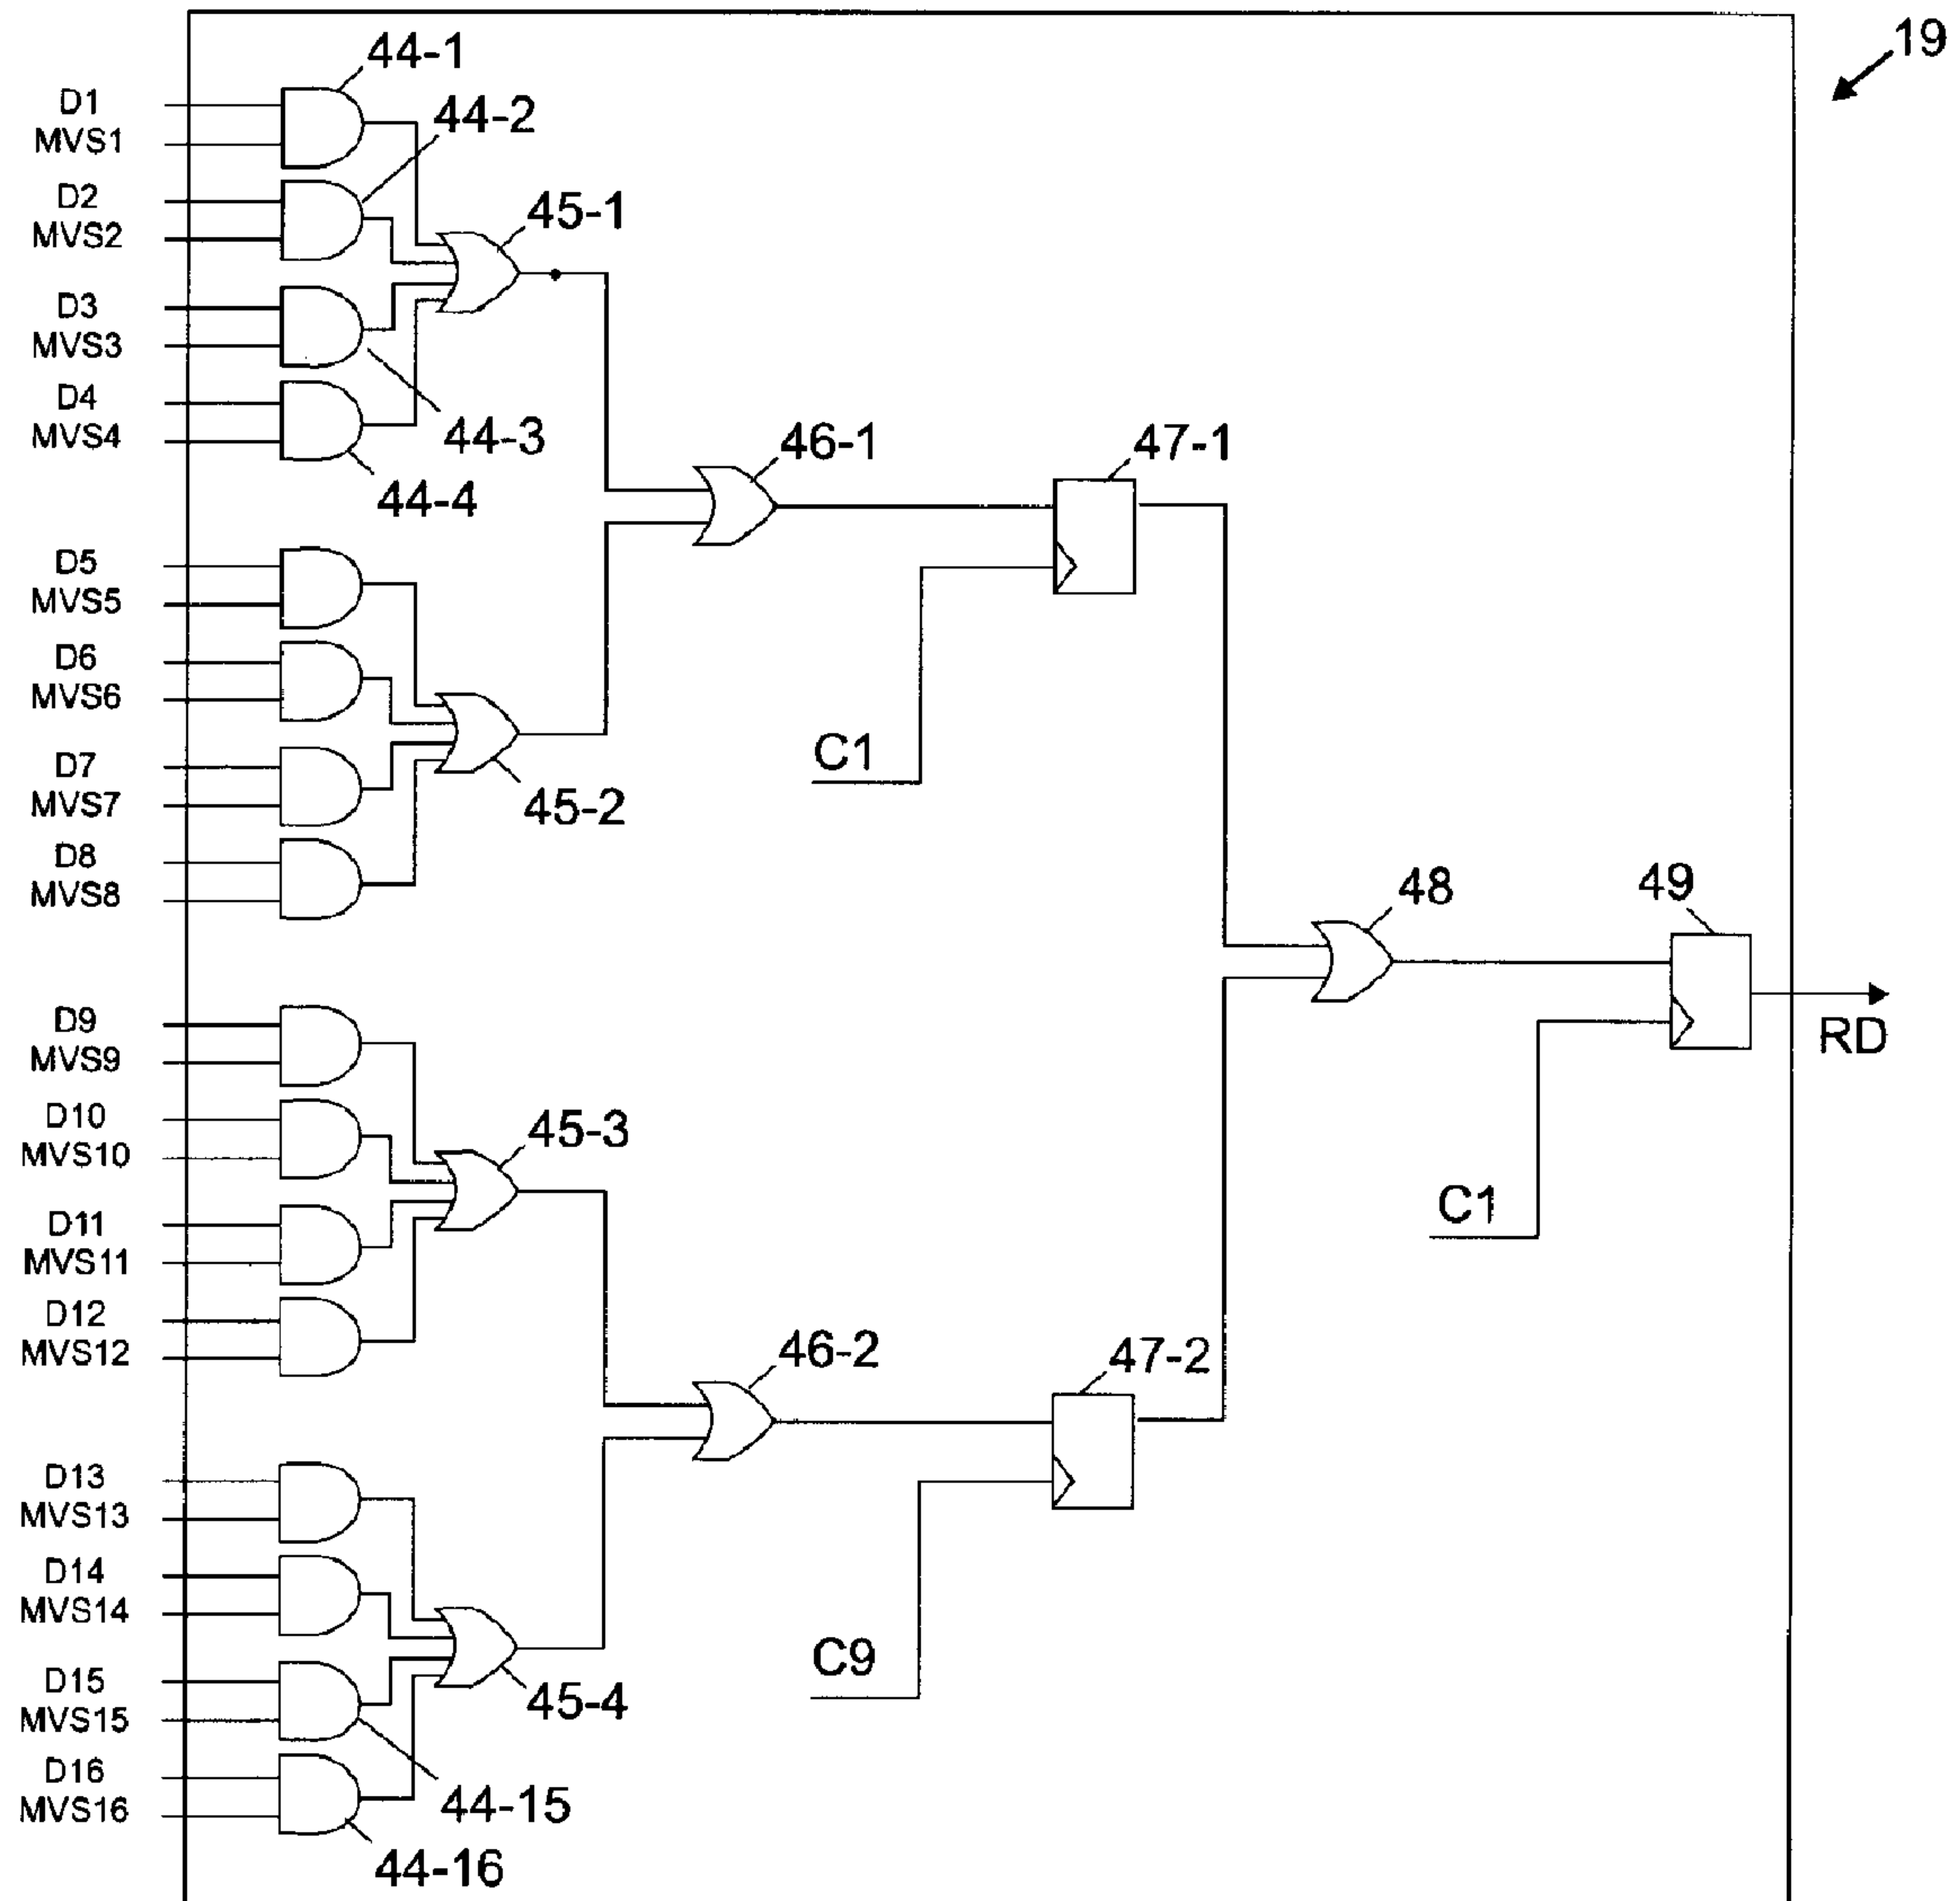 19
44-1
D1
MVS1
44-2
D2
MVS2
45-1
D3
MVS3
D4
MVS4
44-3
44-4
46-1
47-1
D5
MVS5
D6
MVS6
D7
MVS7
C1
45-2
D8
MVS8
48
49
D9
MVS9
RD
D10
MVS10
45-3
D11
MVS11
C1
D12
MVS12
46-2
47-2
D13
MVS13
D14
MVS14
C9
D15
MVS15
45-4
D16
MVS16
44-15
44-16